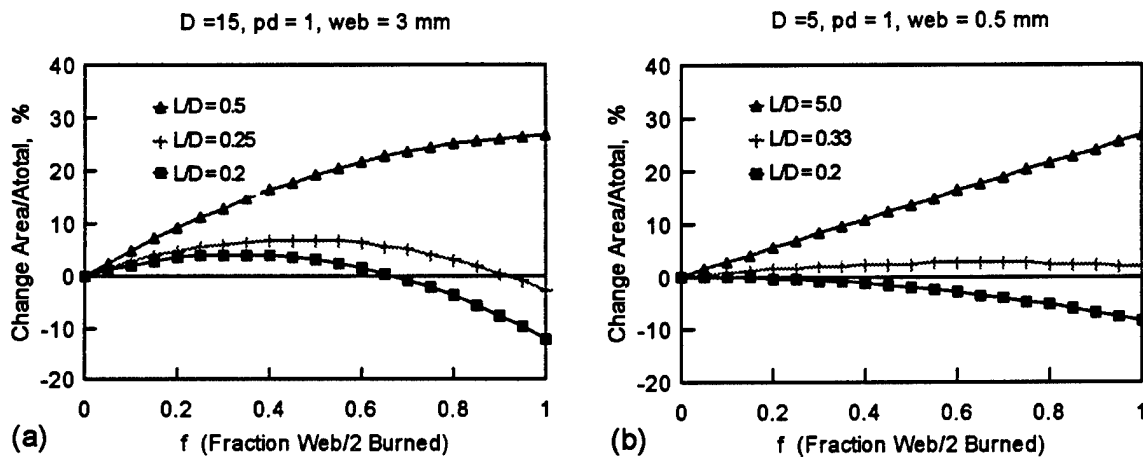 D =15, pd = 1, web = 3 mm
Change Area/Atotal, %
40
30
20
10
0
-10
-20
L/D=0.5
L/D=0.25
L/D=0.2
0
0.2
0.4
0.6
0.8
1
f (Fraction Web/2 Burned)
(a)
D =5, pd = 1, web = 0.5 mm
Change Area/Atotal, %
40
30
20
10
0
-10
-20
L/D=5.0
L/D=0.33
L/D=0.2
0
0.2
0.4
0.6
0.8
1
f (Fraction Web/2 Burned)
(b)